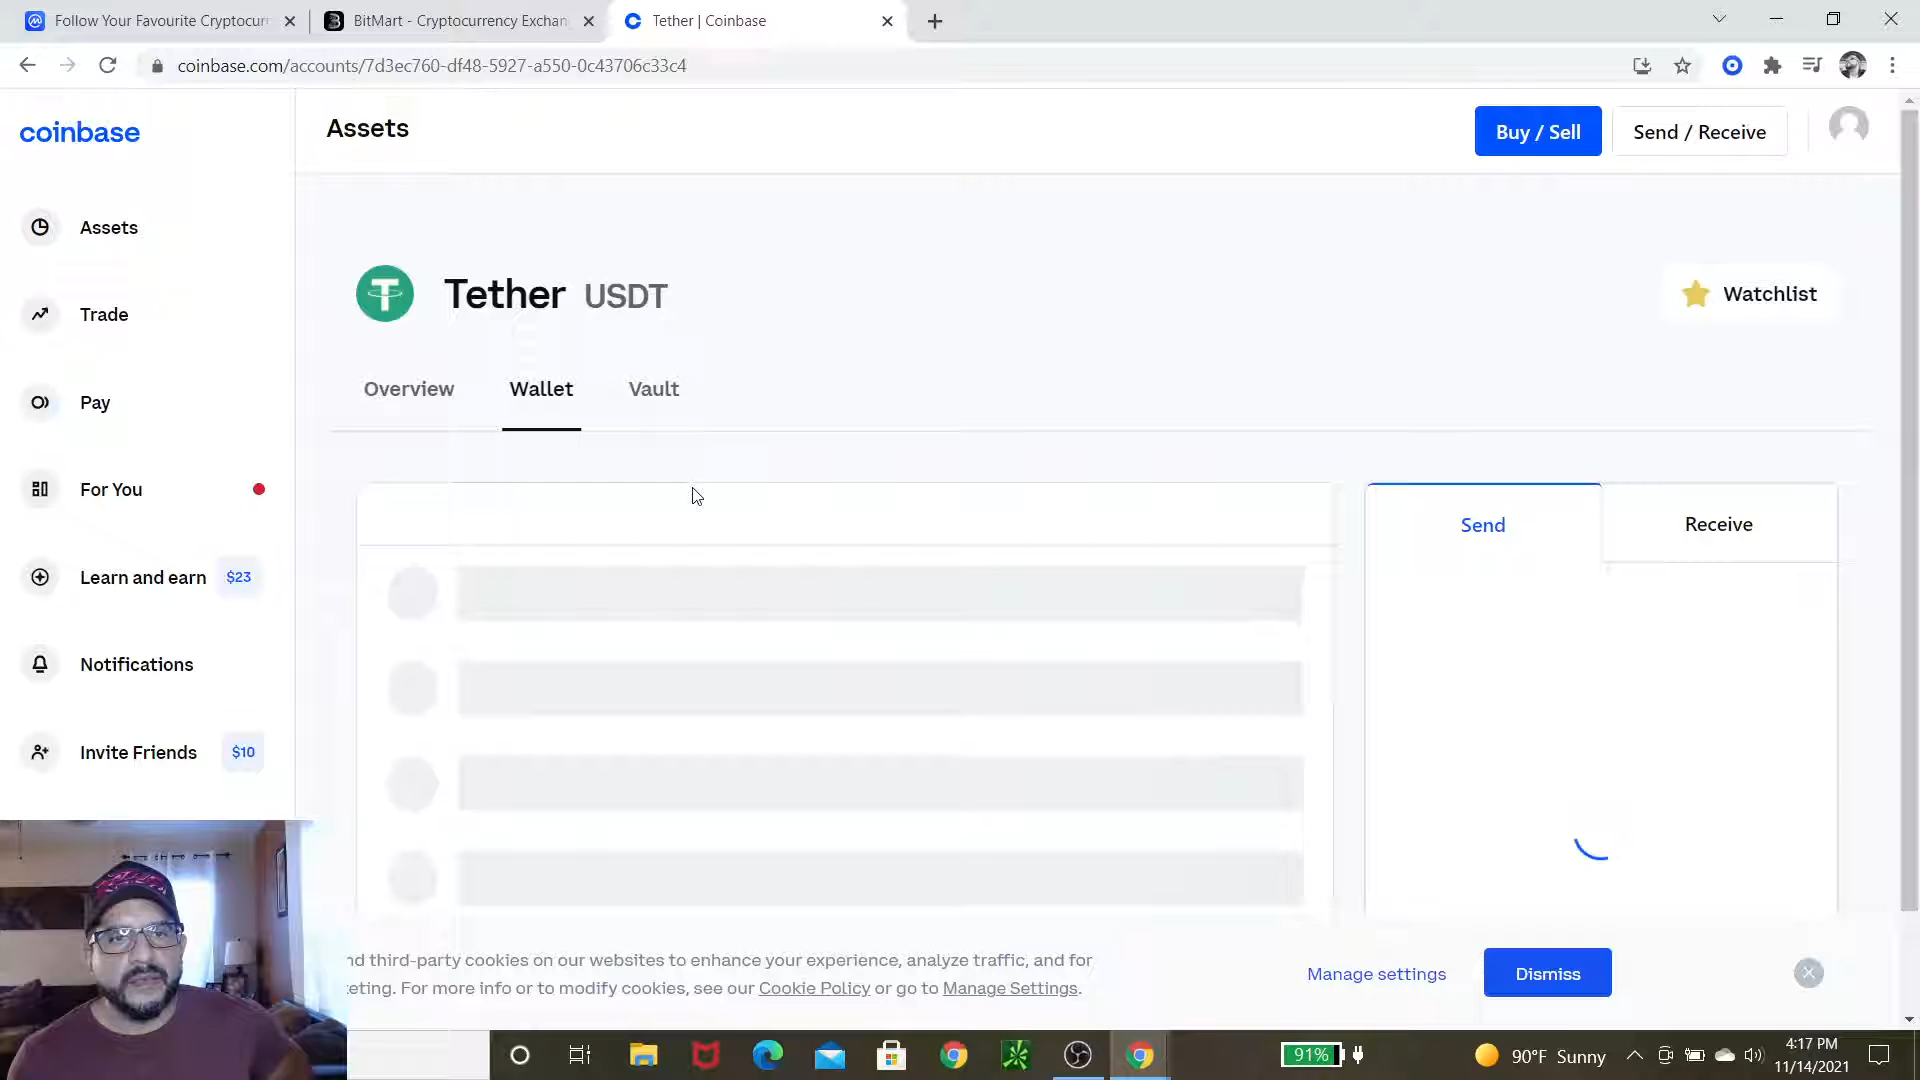 Follow Your Favourite Cryptocurr
BitMart - Cryptocurrency Exchan
Tether | Coinbase
coinbase.com/accounts/7d3ec760-df48-5927-a550-0c43706c33c4
coinbase
Assets
Buy / Sell
Send / Receive
Assets
Trade
Pay
For You
Learn and earn $23
Notifications
Invite Friends $10
Tether USDT
Watchlist
Overview
Wallet
Vault
Send
Receive
nd third-party cookies on our websites to enhance your experience, analyze traffic, and for
eting. For more info or to modify cookies, see our Cookie Policy or go to Manage Settings.
Manage settings
Dismiss
91%
90°F Sunny
4:17 PM
11/14/2021